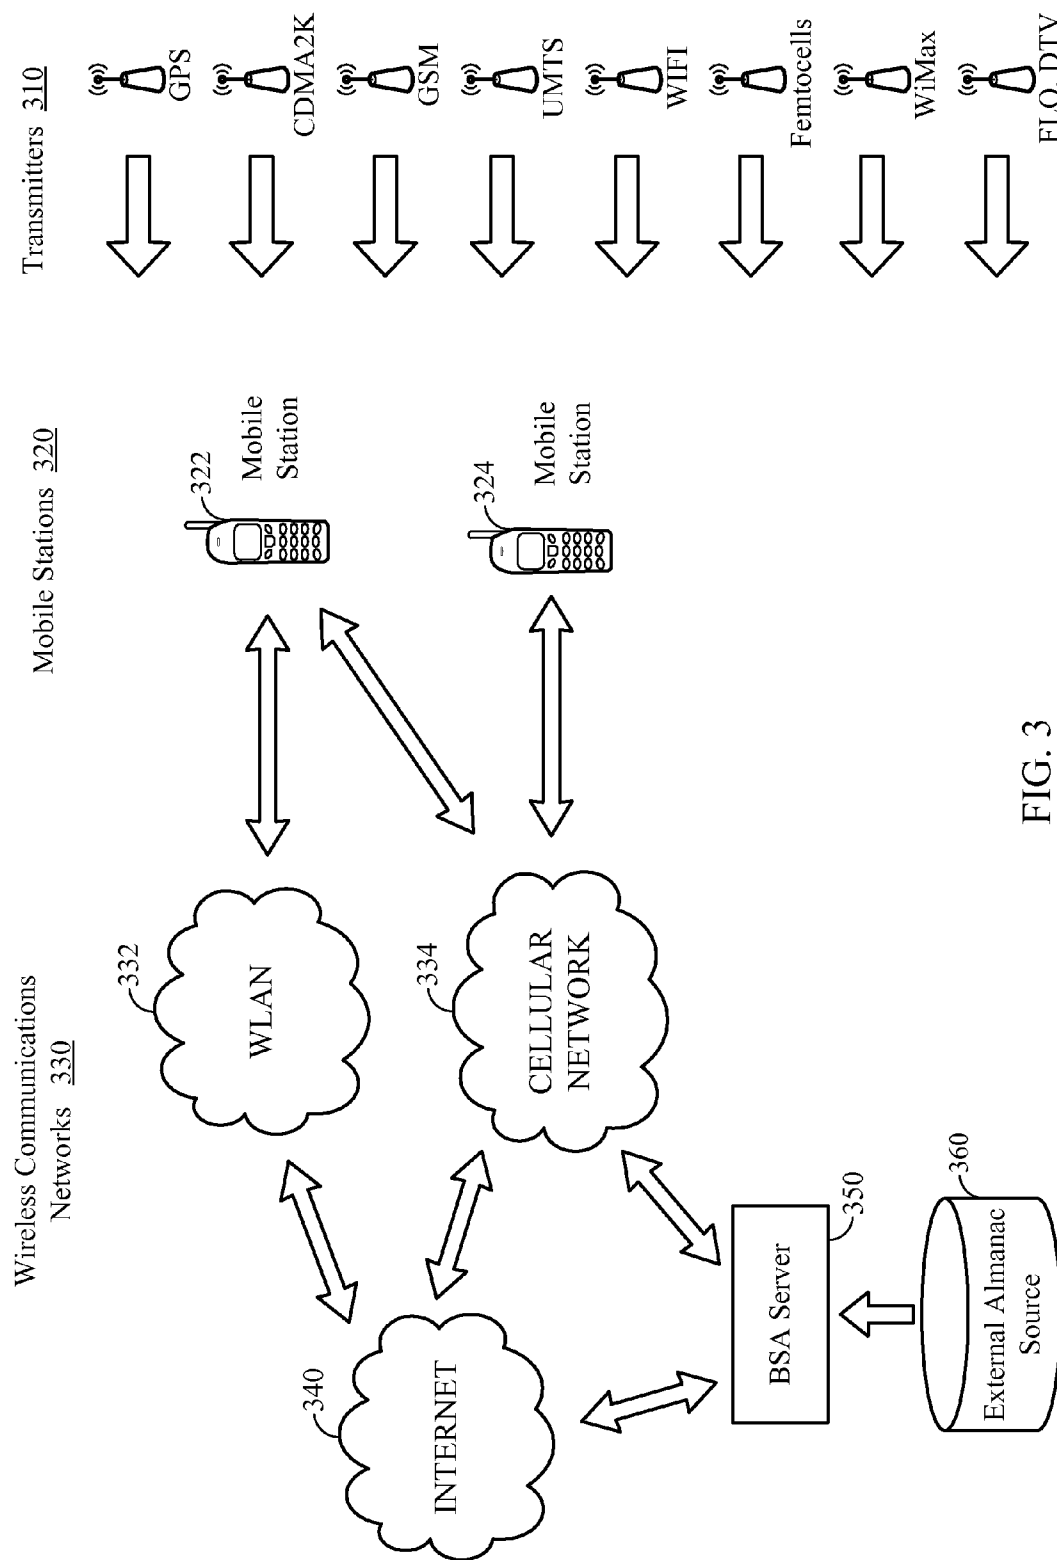 Wireless Communications
Networks 330
Mobile Stations 320
Transmitters 310
332
WLAN
334
CELLULAR
NETWORK
340
INTERNET
BSA Server
350
External Almanac
Source
360
322
Mobile
Station
324
Mobile
Station
GPS
CDMA2K
GSM
UMTS
WIFI
Femtocells
WiMax
FLO, DTV
FIG. 3